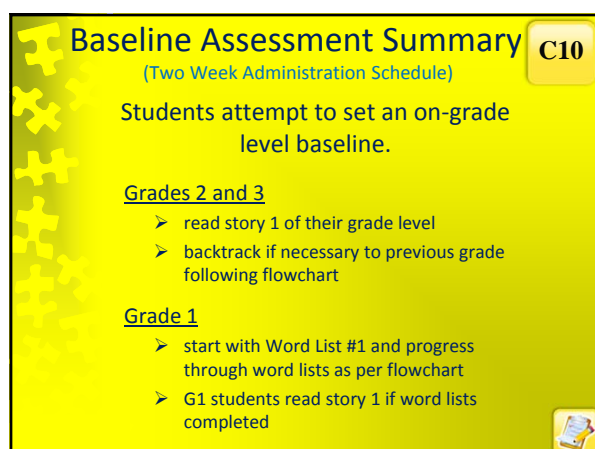 Baseline Assessment Summary
C10
(Two Week Administration Schedule)
Students attempt to set an on-grade
level baseline.
Grades 2 and 3
➢ read story 1 of their grade level
➢ backtrack if necessary to previous grade
following flowchart
Grade 1
➢ start with Word List #1 and progress
through word lists as per flowchart
➢ G1 students read story 1 if word lists
completed